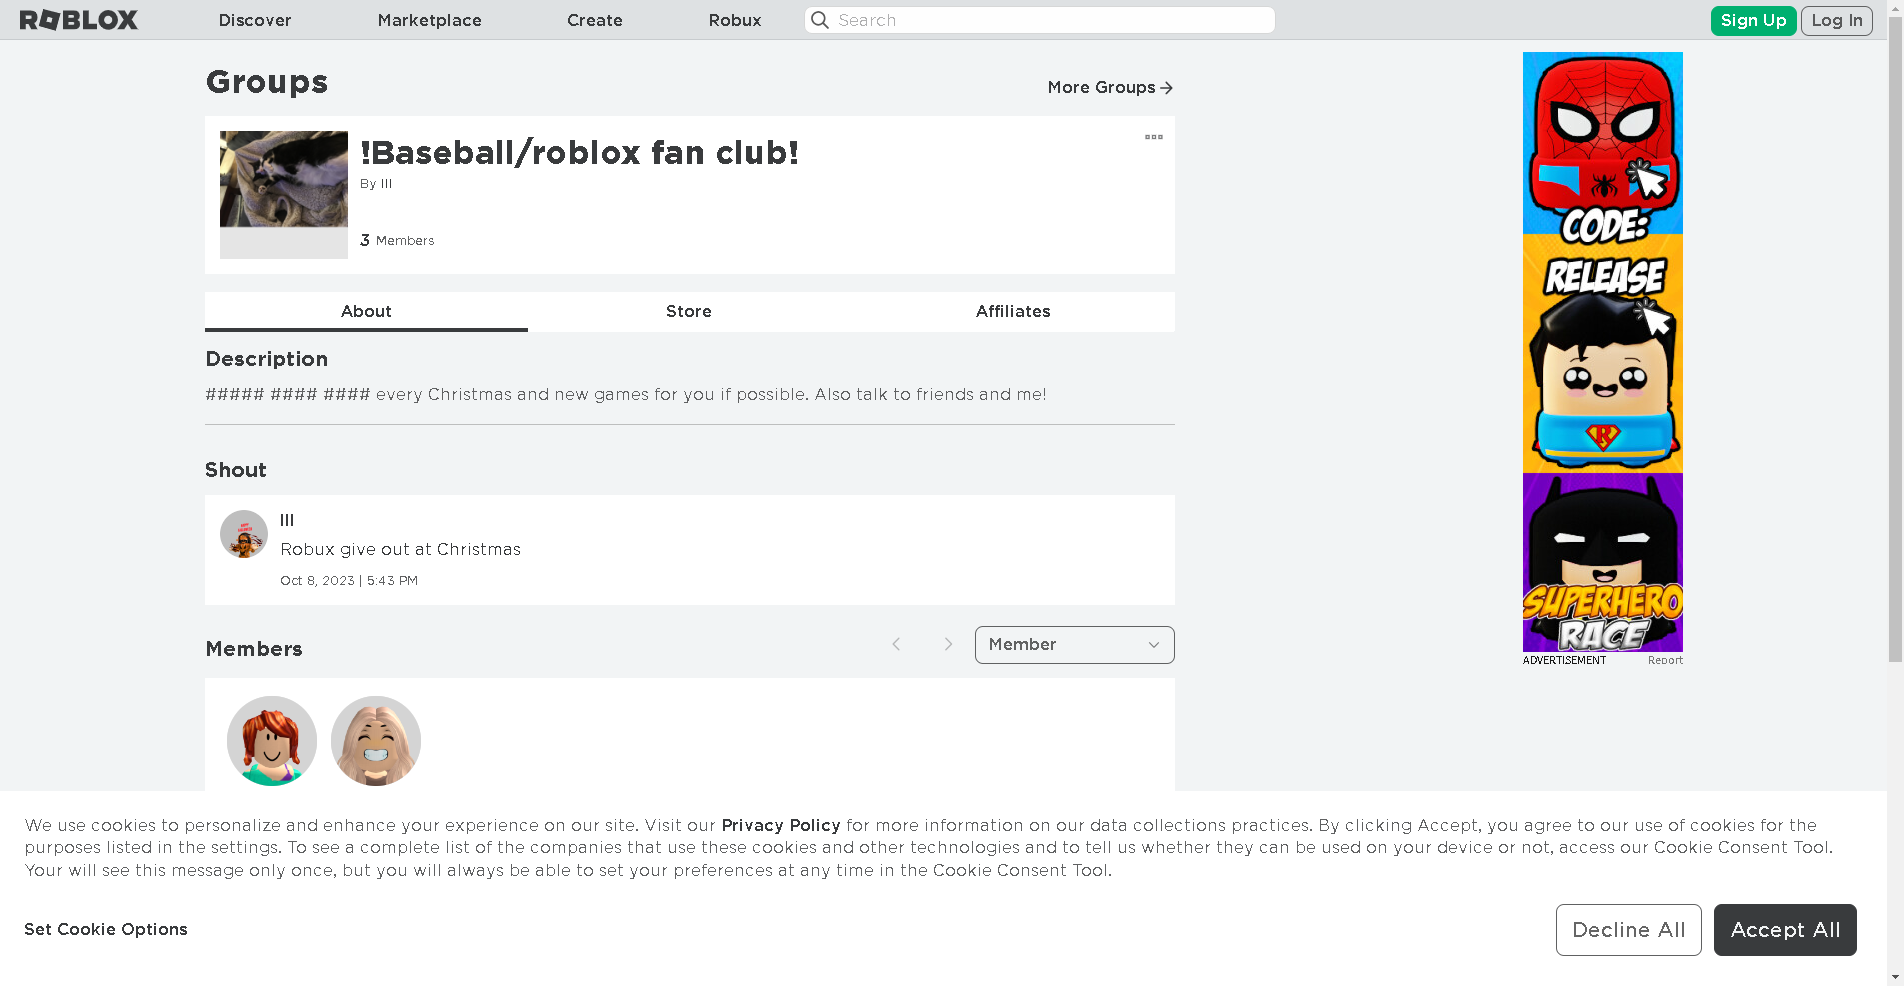 ROBLOX
Discover
Marketplace
Create
Robux
Search
Sign Up
Log In
Groups
More Groups
!Baseball/roblox fan club!
By lll
3 Members
About
Store
Affiliates
Description
##### #### #### every Christmas and new games for you if possible. Also talk to friends and me!
Shout
lll
Robux give out at Christmas
Oct 8, 2023 | 5:43 PM
Members
Member
CODE:
RELEASE
R
SUPERHERO
RACE
ADVERTISEMENT
Report
We use cookies to personalize and enhance your experience on our site. Visit our Privacy Policy for more information on our data collections practices. By clicking Accept, you agree to our use of cookies for the
purposes listed in the settings. To see a complete list of the companies that use these cookies and other technologies and to tell us whether they can be used on your device or not, access our Cookie Consent Tool.
Your will see this message only once, but you will always be able to set your preferences at any time in the Cookie Consent Tool.
Set Cookie Options
Decline All
Accept All